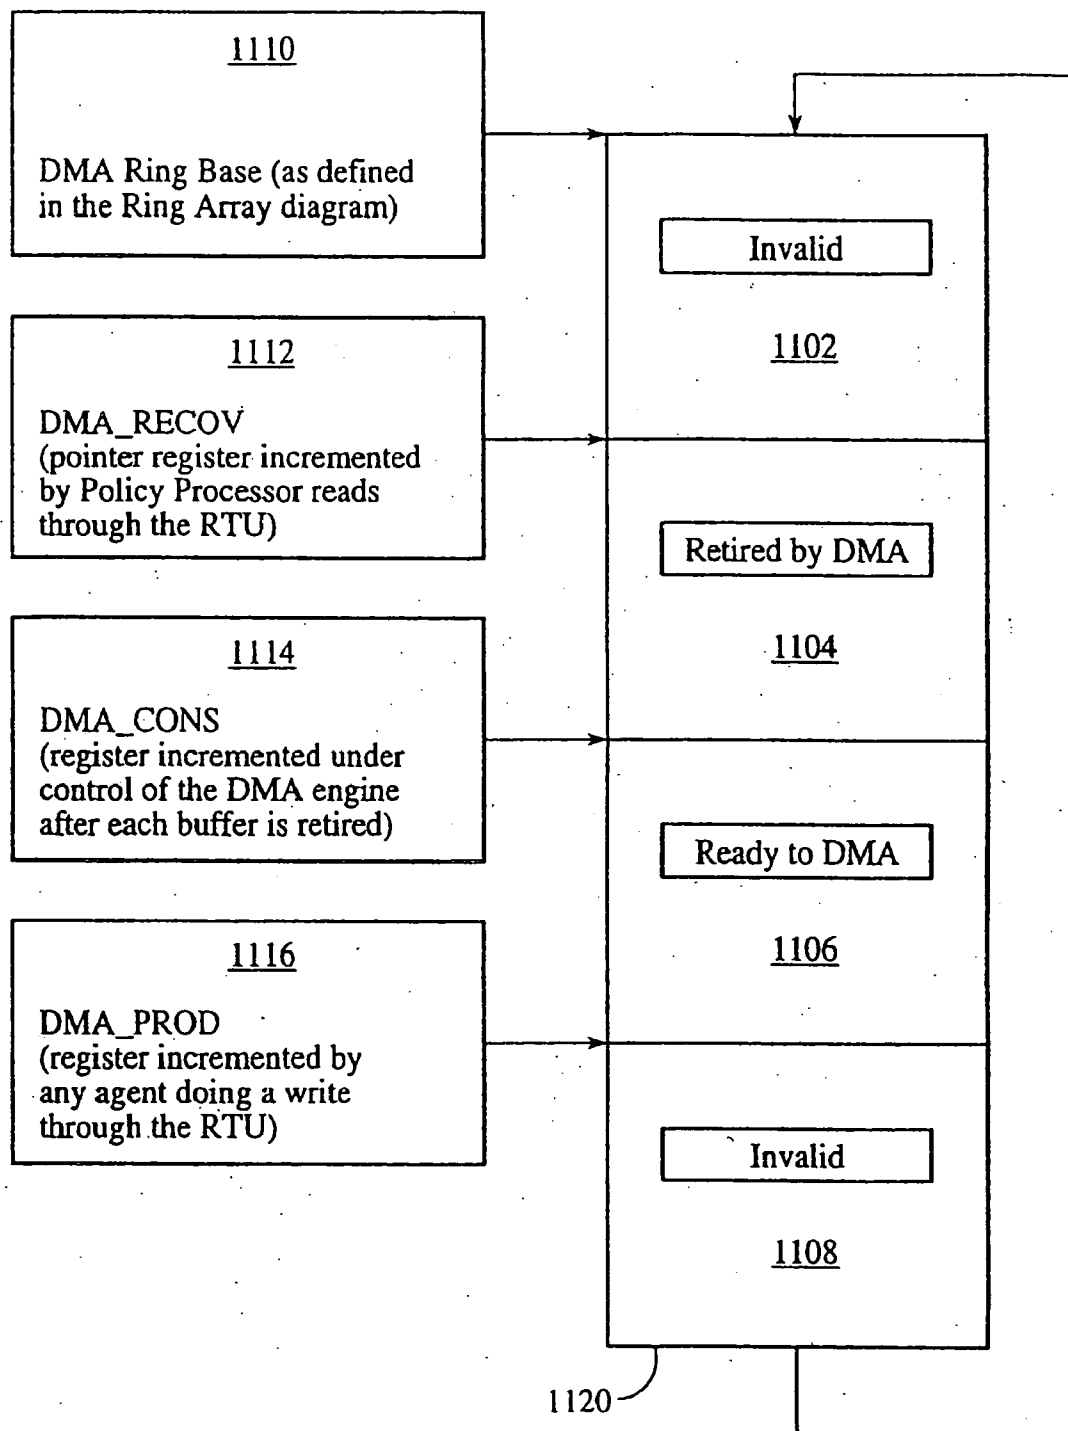 1110
DMA Ring Base (as defined
in the Ring Array diagram)
Invalid
1102
1112
DMA_RECOV
(pointer register incremented
by Policy Processor reads
through the RTU)
Retired by DMA
1104
1114
DMA_CONS
(register incremented under
control of the DMA engine
after each buffer is retired)
Ready to DMA
1106
1116
DMA_PROD
(register incremented by
any agent doing a write
through the RTU)
Invalid
1108
1120